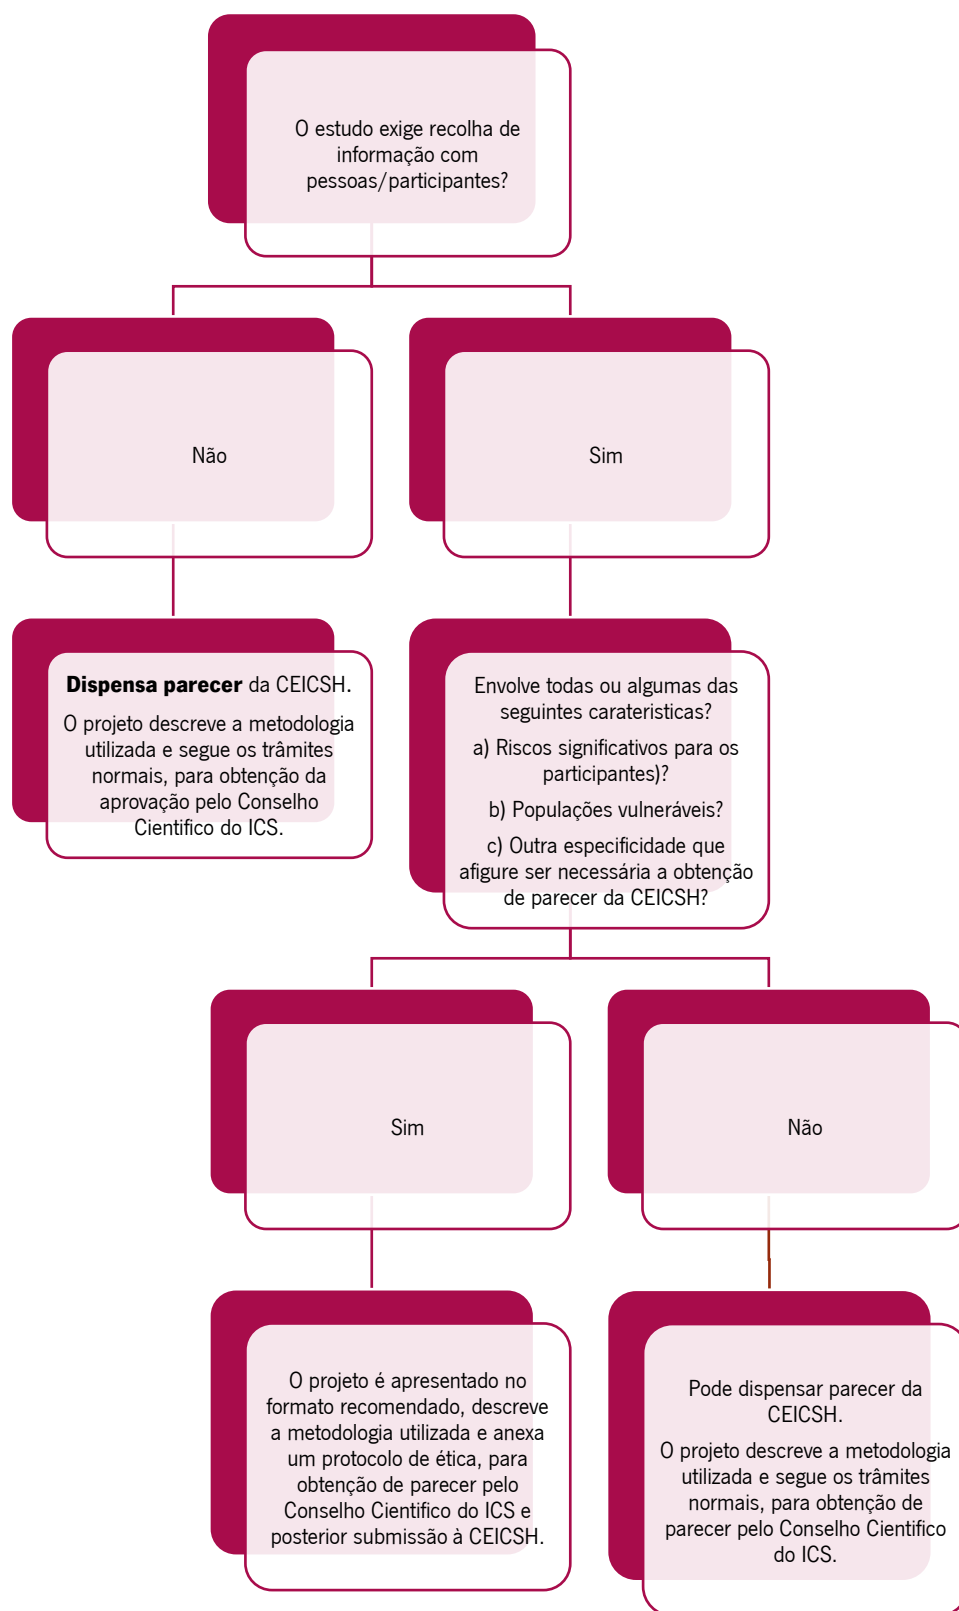 O estudo exige recolha de
informação com
pessoas/participantes?
Não
Sim
Dispensa parecer da CEICSH.
O projeto descreve a metodologia
utilizada e segue os trâmites
normais, para obtenção da
aprovação pelo Conselho
Cientifico do ICS.
Envolve todas ou algumas das
seguintes carateristicas?
a) Riscos significativos para os
participantes)?
b) Populações vulneráveis?
c) Outra especificidade que
afigure ser necessária a obtenção
de parecer da CEICSH?
Sim
Não
O projeto é apresentado no
formato recomendado, descreve
a metodologia utilizada e anexa
um protocolo de ética, para
obtenção de parecer pelo
Conselho Cientifico do ICS e
posterior submissão à CEICSH.
Pode dispensar parecer da
CEICSH.
O projeto descreve a metodologia
utilizada e segue os trâmites
normais, para obtenção de
parecer pelo Conselho Cientifico
do ICS.